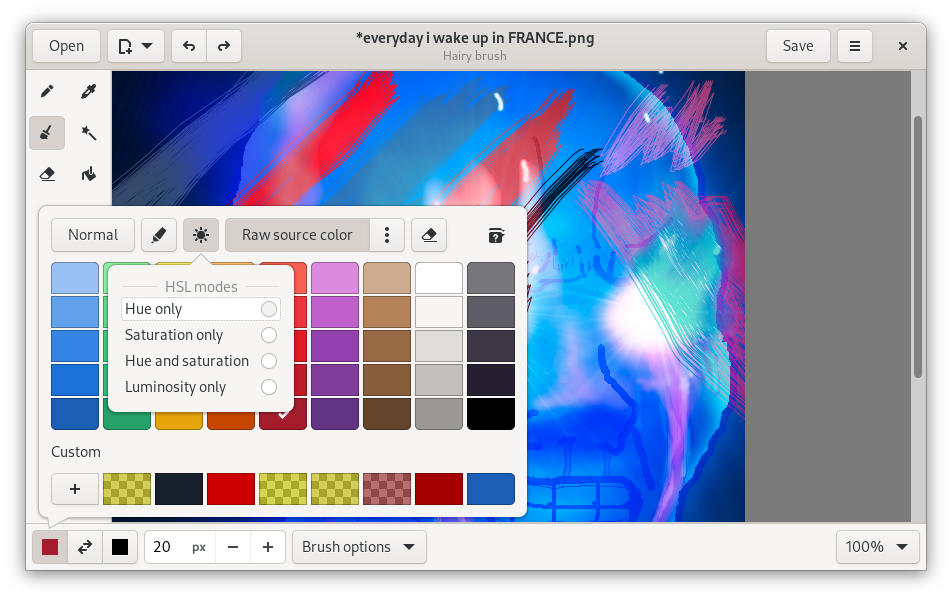 Open
*everyday i wake up in FRANCE.png
Hairy brush
Save
Normal
Raw source color
HSL modes
Hue only
Saturation only
Hue and saturation
Luminosity only
Custom
20 px
Brush options
100%